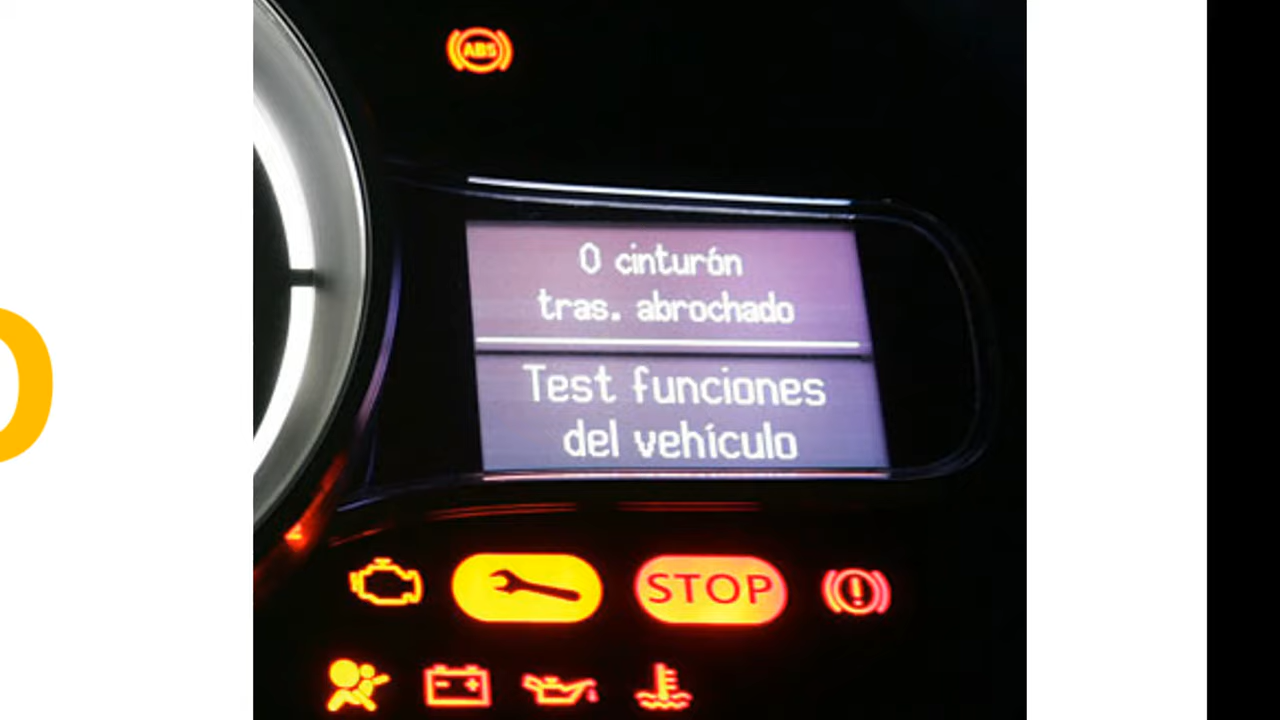 ABS
0 cinturón
tras. abrochado
Test funciones
del vehículo
STOP